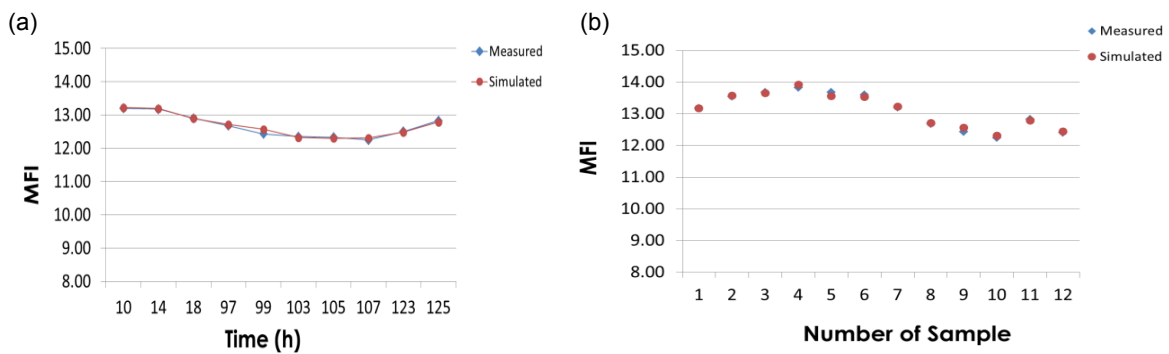 (a)
Measured
Simulated
15.00
14.00
13.00
12.00
11.00
10.00
9.00
8.00
MFI
10 14 18 97 99 103 105 107 123 125
Time (h)
(b)
Measured
Simulated
15.00
14.00
13.00
12.00
11.00
10.00
9.00
8.00
MFI
1 2 3 4 5 6 7 8 9 10 11 12
Number of Sample